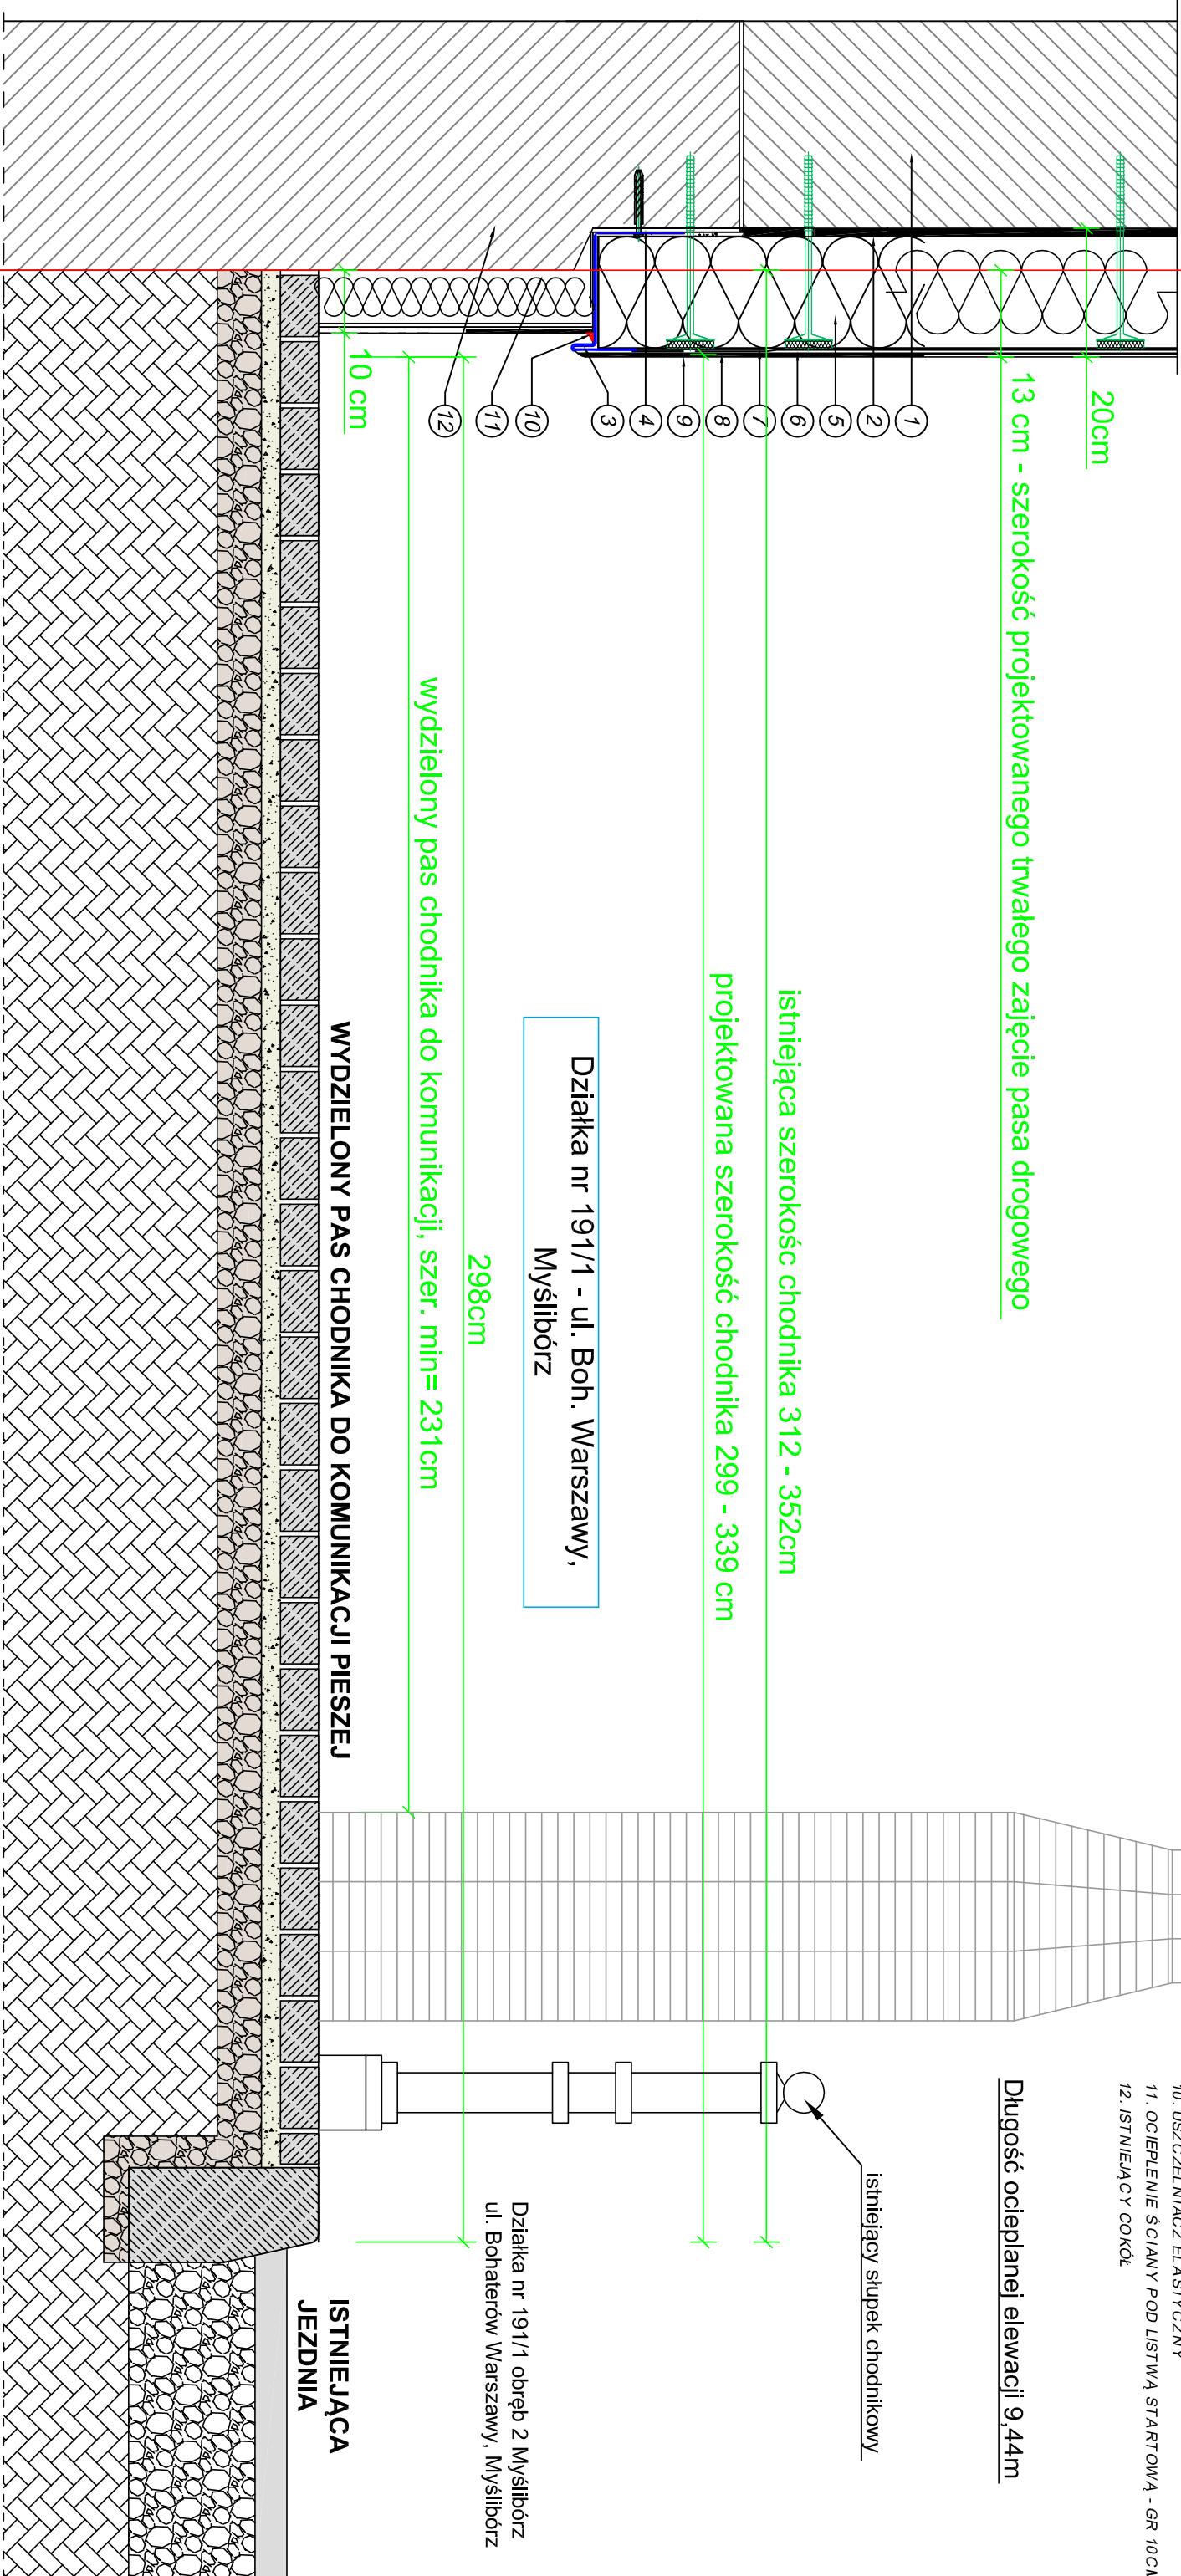 10. USZCZELNIACZ ELASTYCZNY
11. OCIEPLENIE ŚCIANY POD LISTWĄ STARTOWĄ - GR 10CM
12. ISTNIEJĄCY COKÓŁ
20cm
13 cm - szerokość projektowanego trwałego zajęcie pasa drogowego
Długość ocieplanej elewacji 9,44m
1
2
5
6
7
8
9
4
3
10
11
12
istniejący słupek chodnikowy
istniejąca szerokość chodnika 312 - 352cm
projektowana szerokość chodnika 299 - 339 cm
Działka nr 191/1 - ul. Boh. Warszawy,
Myślibórz
Działka nr 191/1 obręb 2 Myślibórz
ul. Bohaterów Warszawy, Myślibórz
298cm
wydzielony pas chodnika do komunikacji, szer. min= 231cm
10 cm
WYDZIELONY PAS CHODNIKA DO KOMUNIKACJI PIESZEJ
ISTNIEJĄCA
JEZDNIA